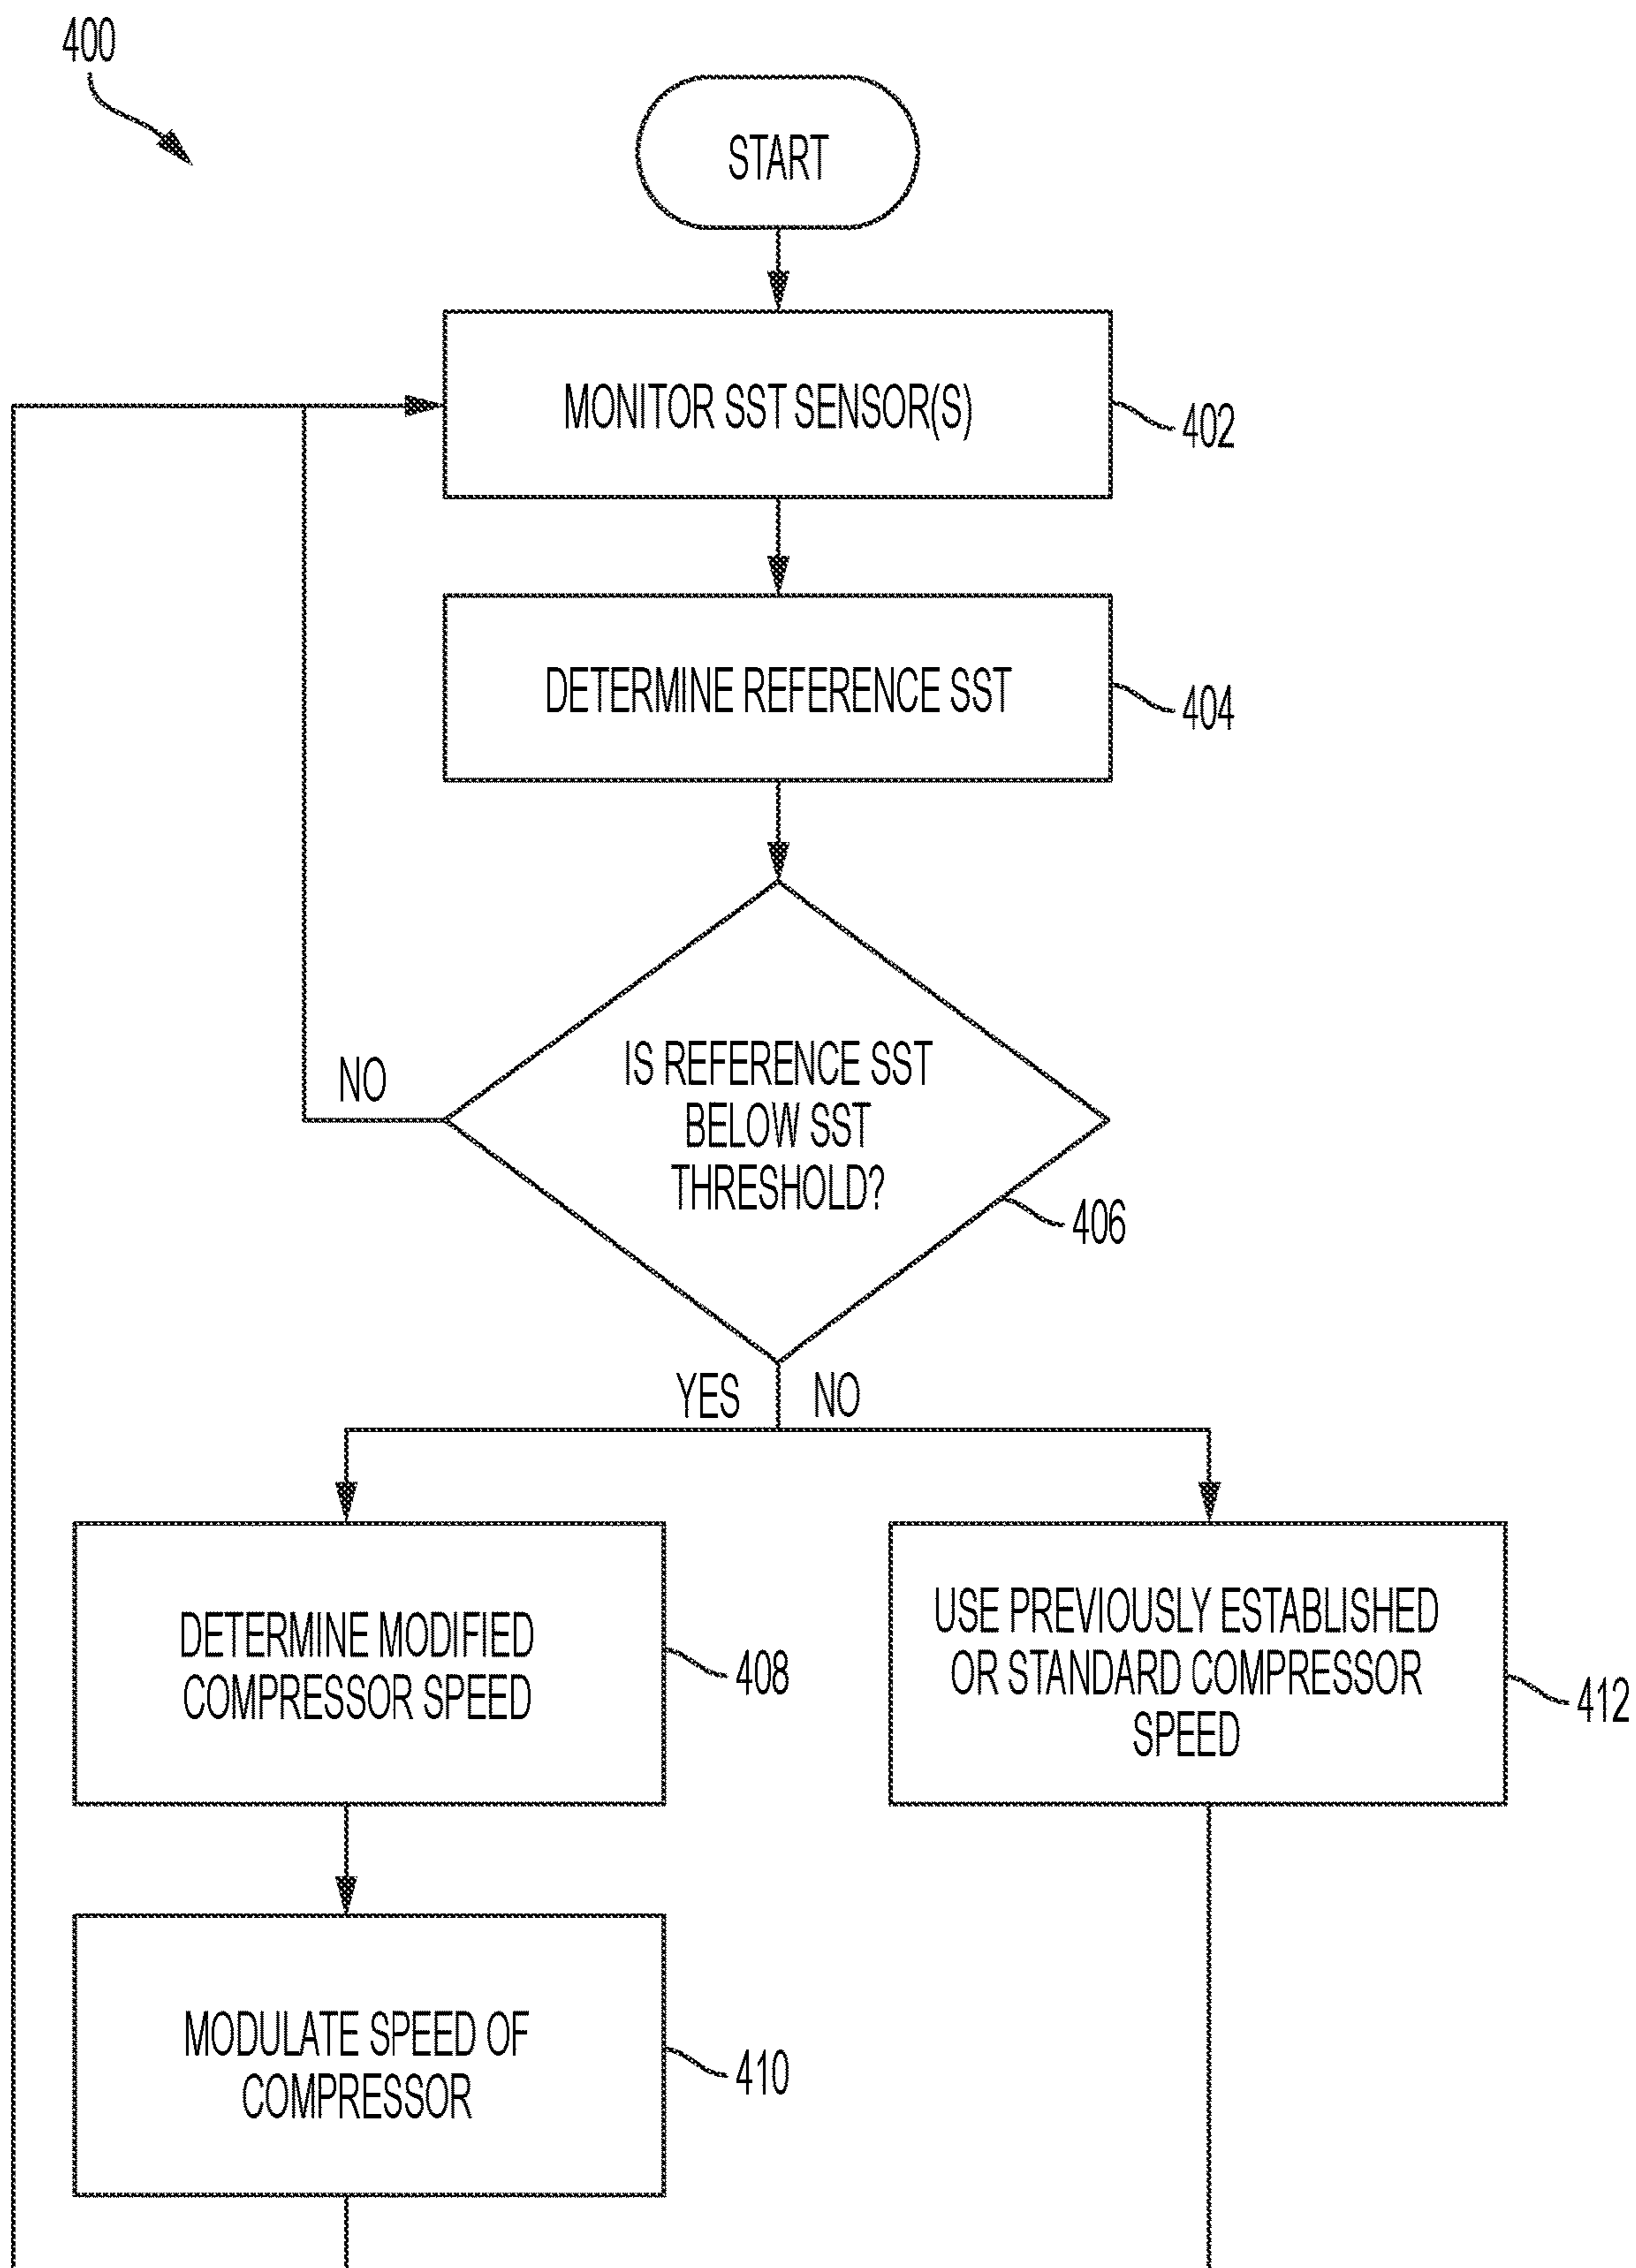 400
START
MONITOR SST SENSOR(S)
402
DETERMINE REFERENCE SST
404
IS REFERENCE SST
BELOW SST
THRESHOLD?
406
NO
YES
NO
DETERMINE MODIFIED
COMPRESSOR SPEED
408
USE PREVIOUSLY ESTABLISHED
OR STANDARD COMPRESSOR
SPEED
412
MODULATE SPEED OF
COMPRESSOR
410